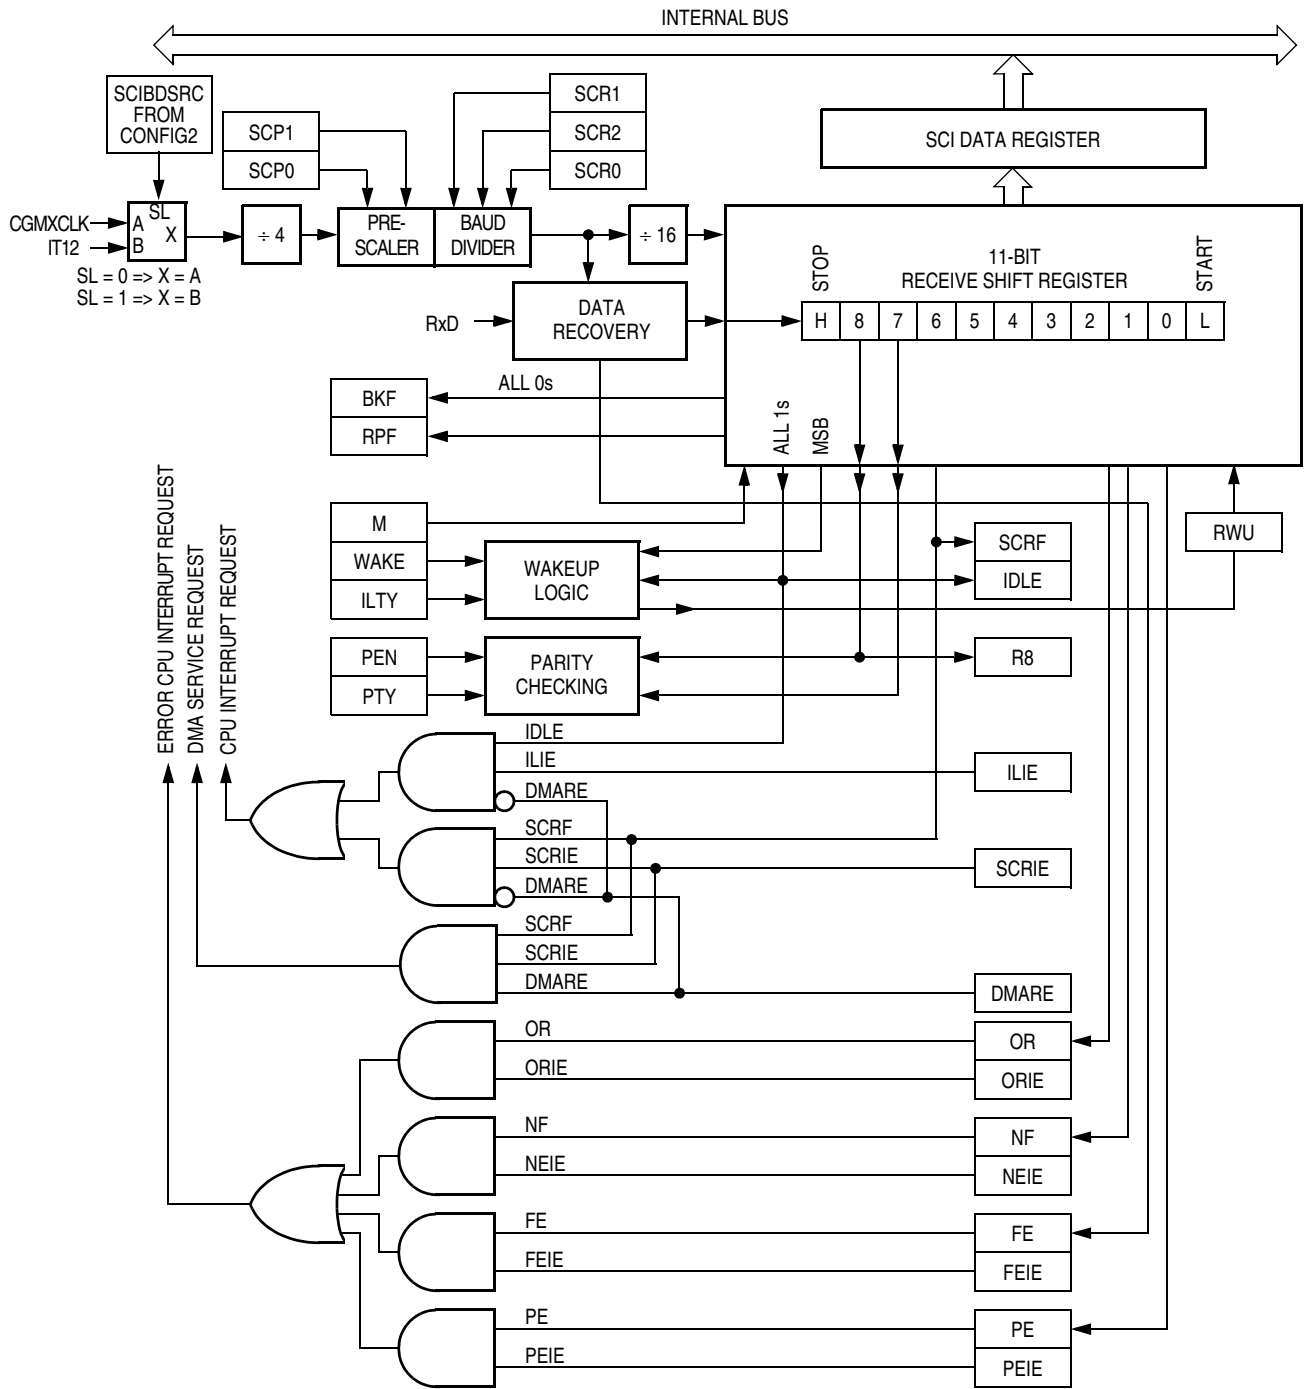 INTERNAL BUS
SCIBDSRC
FROM
CONFIG2
SCP1
SCP0
SCR1
SCR2
SCR0
SCI DATA REGISTER
CGMXCLK
IT12
A
B
SL
X
SL = 0 => X = A
SL = 1 => X = B
÷ 4
PRE-
SCALER
BAUD
DIVIDER
÷ 16
STOP
11-BIT
RECEIVE SHIFT REGISTER
START
H 8 7 6 5 4 3 2 1 0 L
RxD
DATA
RECOVERY
BKF
RPF
ALL 0s
ALL 1s
MSB
M
WAKE
ILTY
WAKEUP
LOGIC
SCRF
IDLE
RWU
PEN
PTY
PARITY
CHECKING
R8
ERROR CPU INTERRUPT REQUEST
DMA SERVICE REQUEST
CPU INTERRUPT REQUEST
IDLE
ILIE
DMARE
ILIE
SCRF
SCRIE
DMARE
SCRIE
SCRF
SCRIE
DMARE
DMARE
OR
ORIE
OR
ORIE
NF
NEIE
NF
NEIE
FE
FEIE
FE
FEIE
PE
PEIE
PE
PEIE